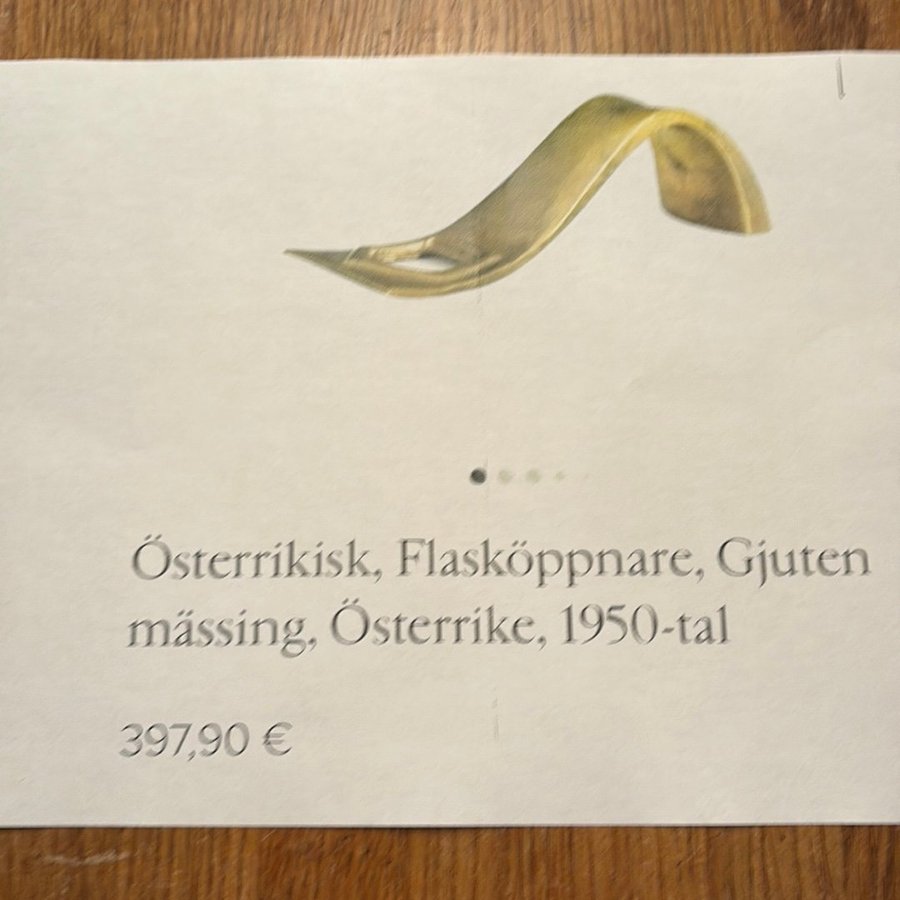 Österrikisk, Flasköppnare, Gjuten
mässing, Österrike, 1950-tal
397,90 €